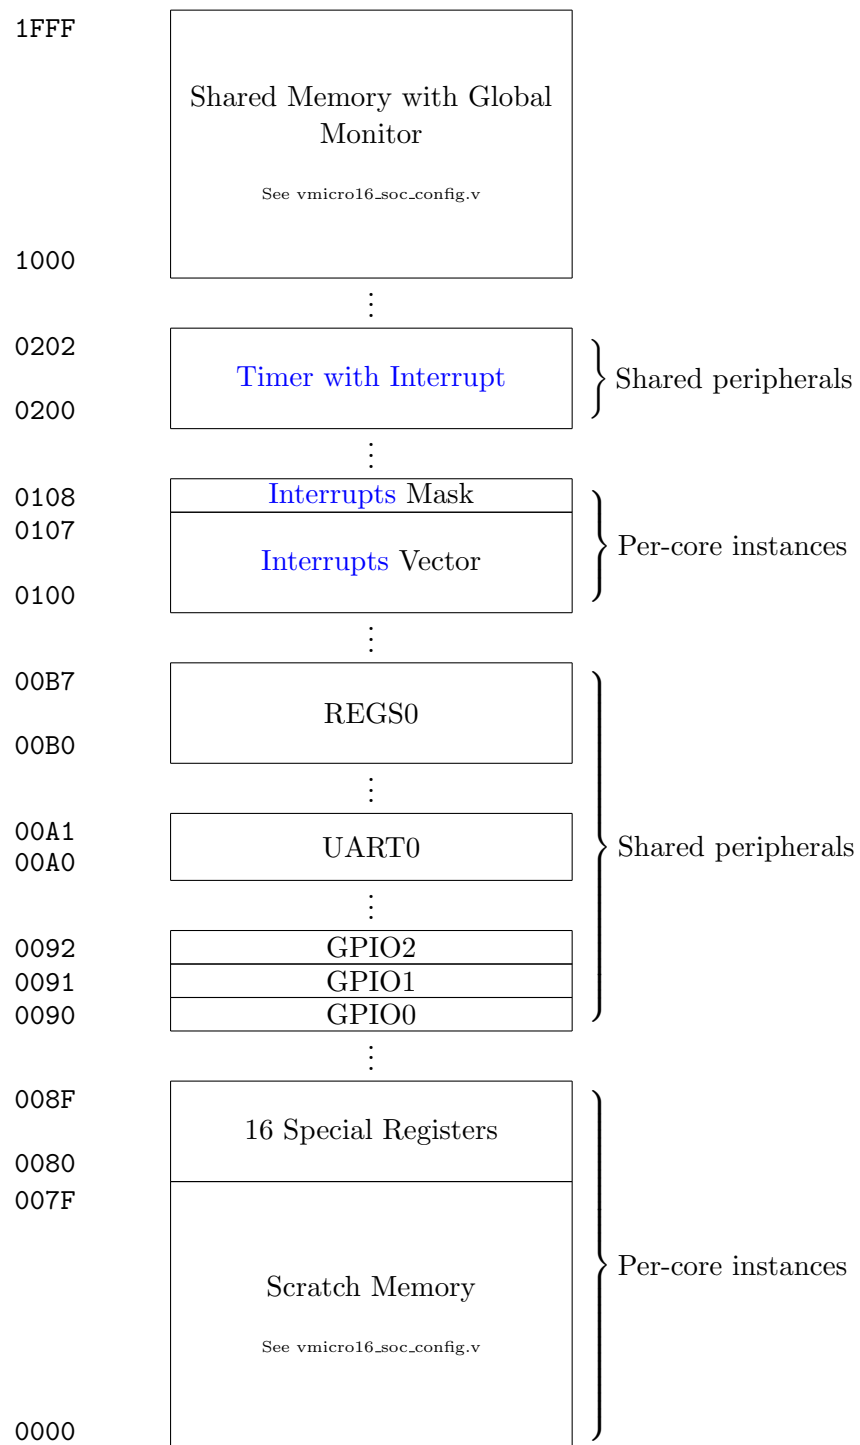 1FFF
Shared Memory with Global
Monitor
See vmicro16_soc_config.v
1000
⋮
0202
Timer with Interrupt
Shared peripherals
0200
⋮
0108
Interrupts Mask
0107
Interrupts Vector
Per-core instances
0100
⋮
00B7
REGS0
00B0
⋮
00A1
UART0
Shared peripherals
00A0
⋮
0092
GPIO2
0091
GPIO1
0090
GPIO0
⋮
008F
16 Special Registers
0080
007F
Per-core instances
Scratch Memory
See vmicro16_soc_config.v
0000